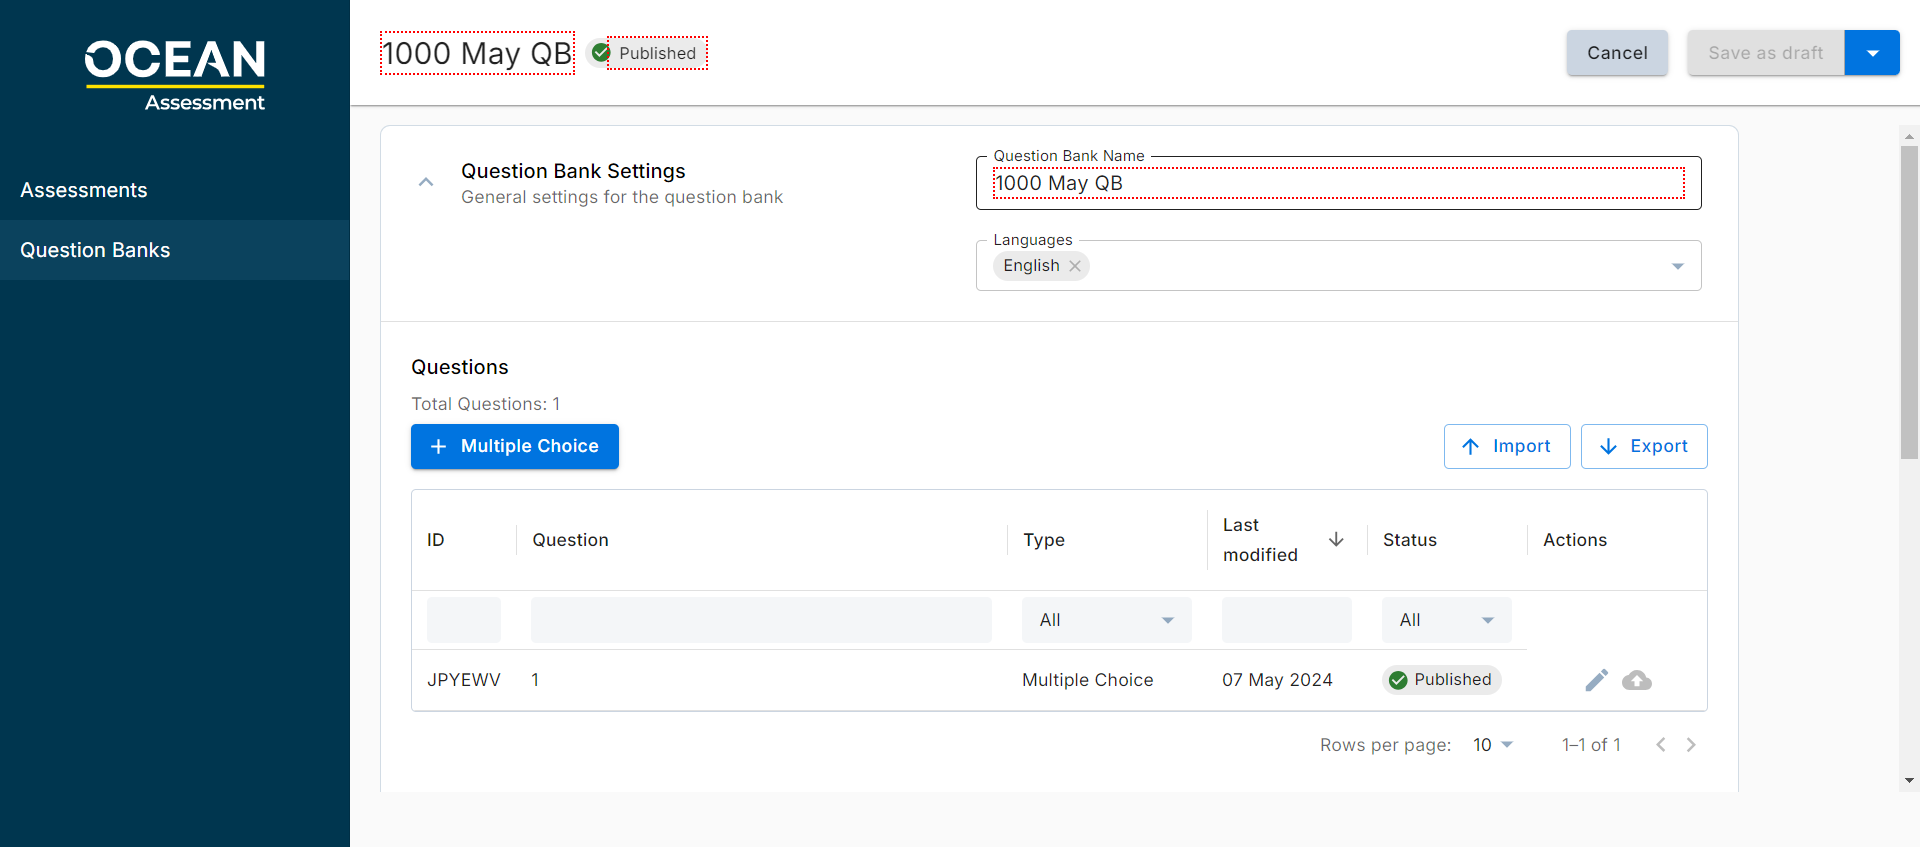 OCEAN
Assessment
Assessments
Question Banks
1000 May QB
Published
Cancel
Save as draft
Question Bank Settings
General settings for the question bank
Question Bank Name
1000 May QB
Languages
English
Questions
Total Questions: 1
Multiple Choice
Import
Export
ID
Question
Type
Last
modified
Status
Actions
All
All
JPYEWV
1
Multiple Choice
07 May 2024
Published
Rows per page:
10
1–1 of 1